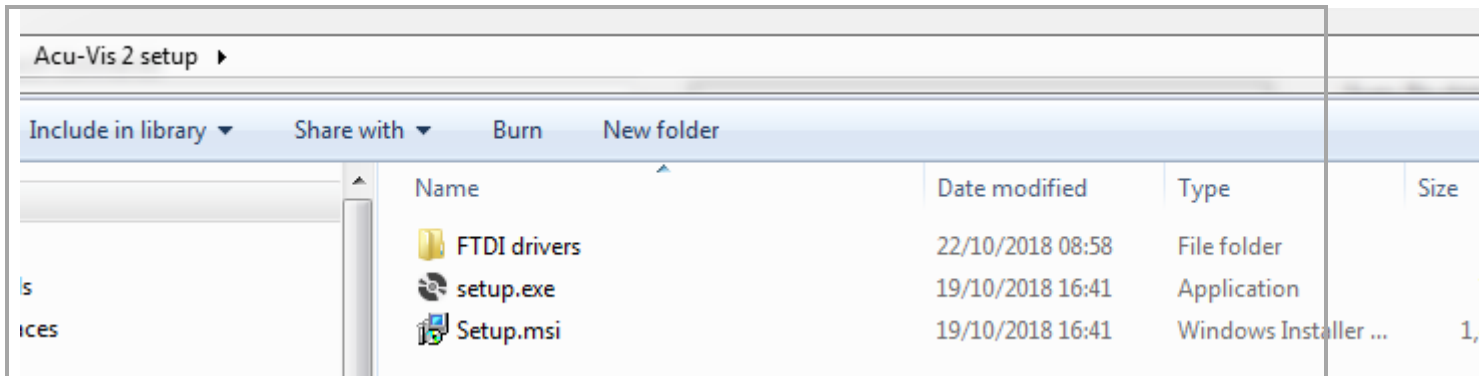 Acu-Vis 2 setup
Include in library Share with Burn New folder
Name Date modified Type Size
FTDI drivers 22/10/2018 08:58 File folder
s setup.exe 19/10/2018 16:41 Application
ces Setup.msi 19/10/2018 16:41 Windows Installer ... 1,